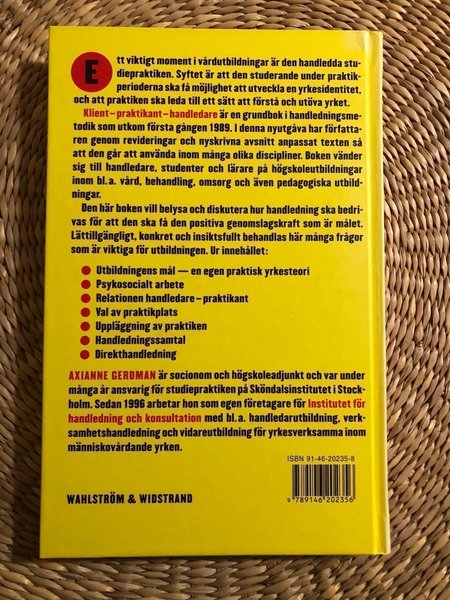 Ett viktigt moment i vårdutbildningar är den handledda stu-
diepraktiken. Syftet är att den studerande under praktik-
perioderna ska få möjlighet att utveckla en yrkesidentitet,
och att praktiken ska leda till ett sätt att förstå och utöva yrket.
Klient–praktikant–handledare är en grundbok i handledningsme-
todik som utkom första gången 1989. I denna nyutgåva har författa-
ren genom revideringar och nyskrivna avsnitt anpassat texten så
att den går att använda inom många olika discipliner. Boken vänder
sig till handledare, studenter och lärare på högskoleutbildningar
inom bl.a. vård, behandling, omsorg och även pedagogiska utbild-
ningar.
Den här boken vill belysa och diskutera hur handledning ska bedri-
vas för att den ska få den positiva genomslagskraft som är målet.
Lättillgängligt, konkret och insiktsfullt behandlas här många frågor
som är viktiga för utbildningen. Ur innehållet:
Utbildningens mål — en egen praktisk yrkesteori
Psykosocialt arbete
Relationen handledare–praktikant
Val av praktikplats
Uppläggning av praktiken
Handledningssamtal
Direkthandledning
AXIANNE GERDMAN är socionom och högskoleadjunkt och var under
många år ansvarig för studiepraktiken på Sköndalsinstitutet i Stock-
holm. Sedan 1996 arbetar hon som egen företagare för Institutet för
handledning och konsultation med bl.a. handledarutbildning, verk-
samhetshandledning och vidareutbildning för yrkesverksamma inom
människovårdande yrken.
ISBN 91-46-20235-8
9 789146 202356
WAHLSTRÖM & WIDSTRAND